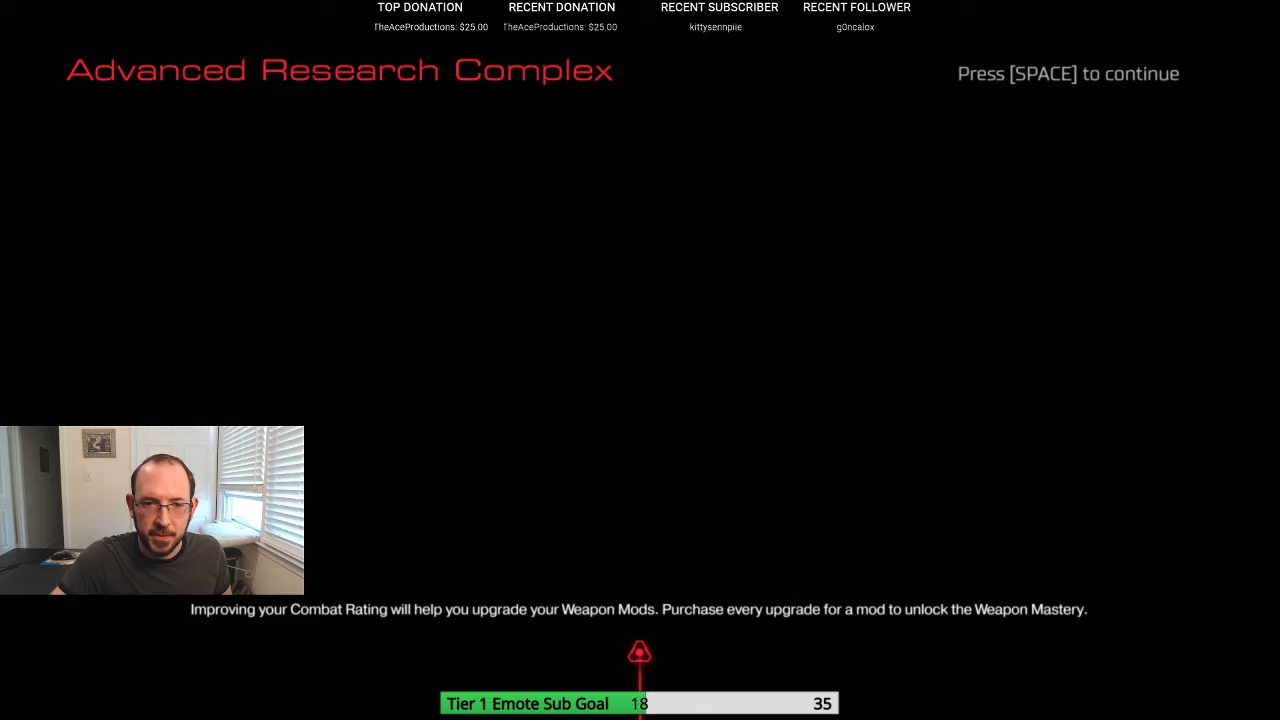 TOP DONATION RECENT DONATION RECENT SUBSCRIBER RECENT FOLLOWER
TheAceProductions: $25.00 TheAceProductions: $25.00 kittysennpiie g0ncalox
Advanced Research Complex
Press [SPACE] to continue
Improving your Combat Rating will help you upgrade your Weapon Mods. Purchase every upgrade for a mod to unlock the Weapon Mastery.
Tier 1 Emote Sub Goal 18 35